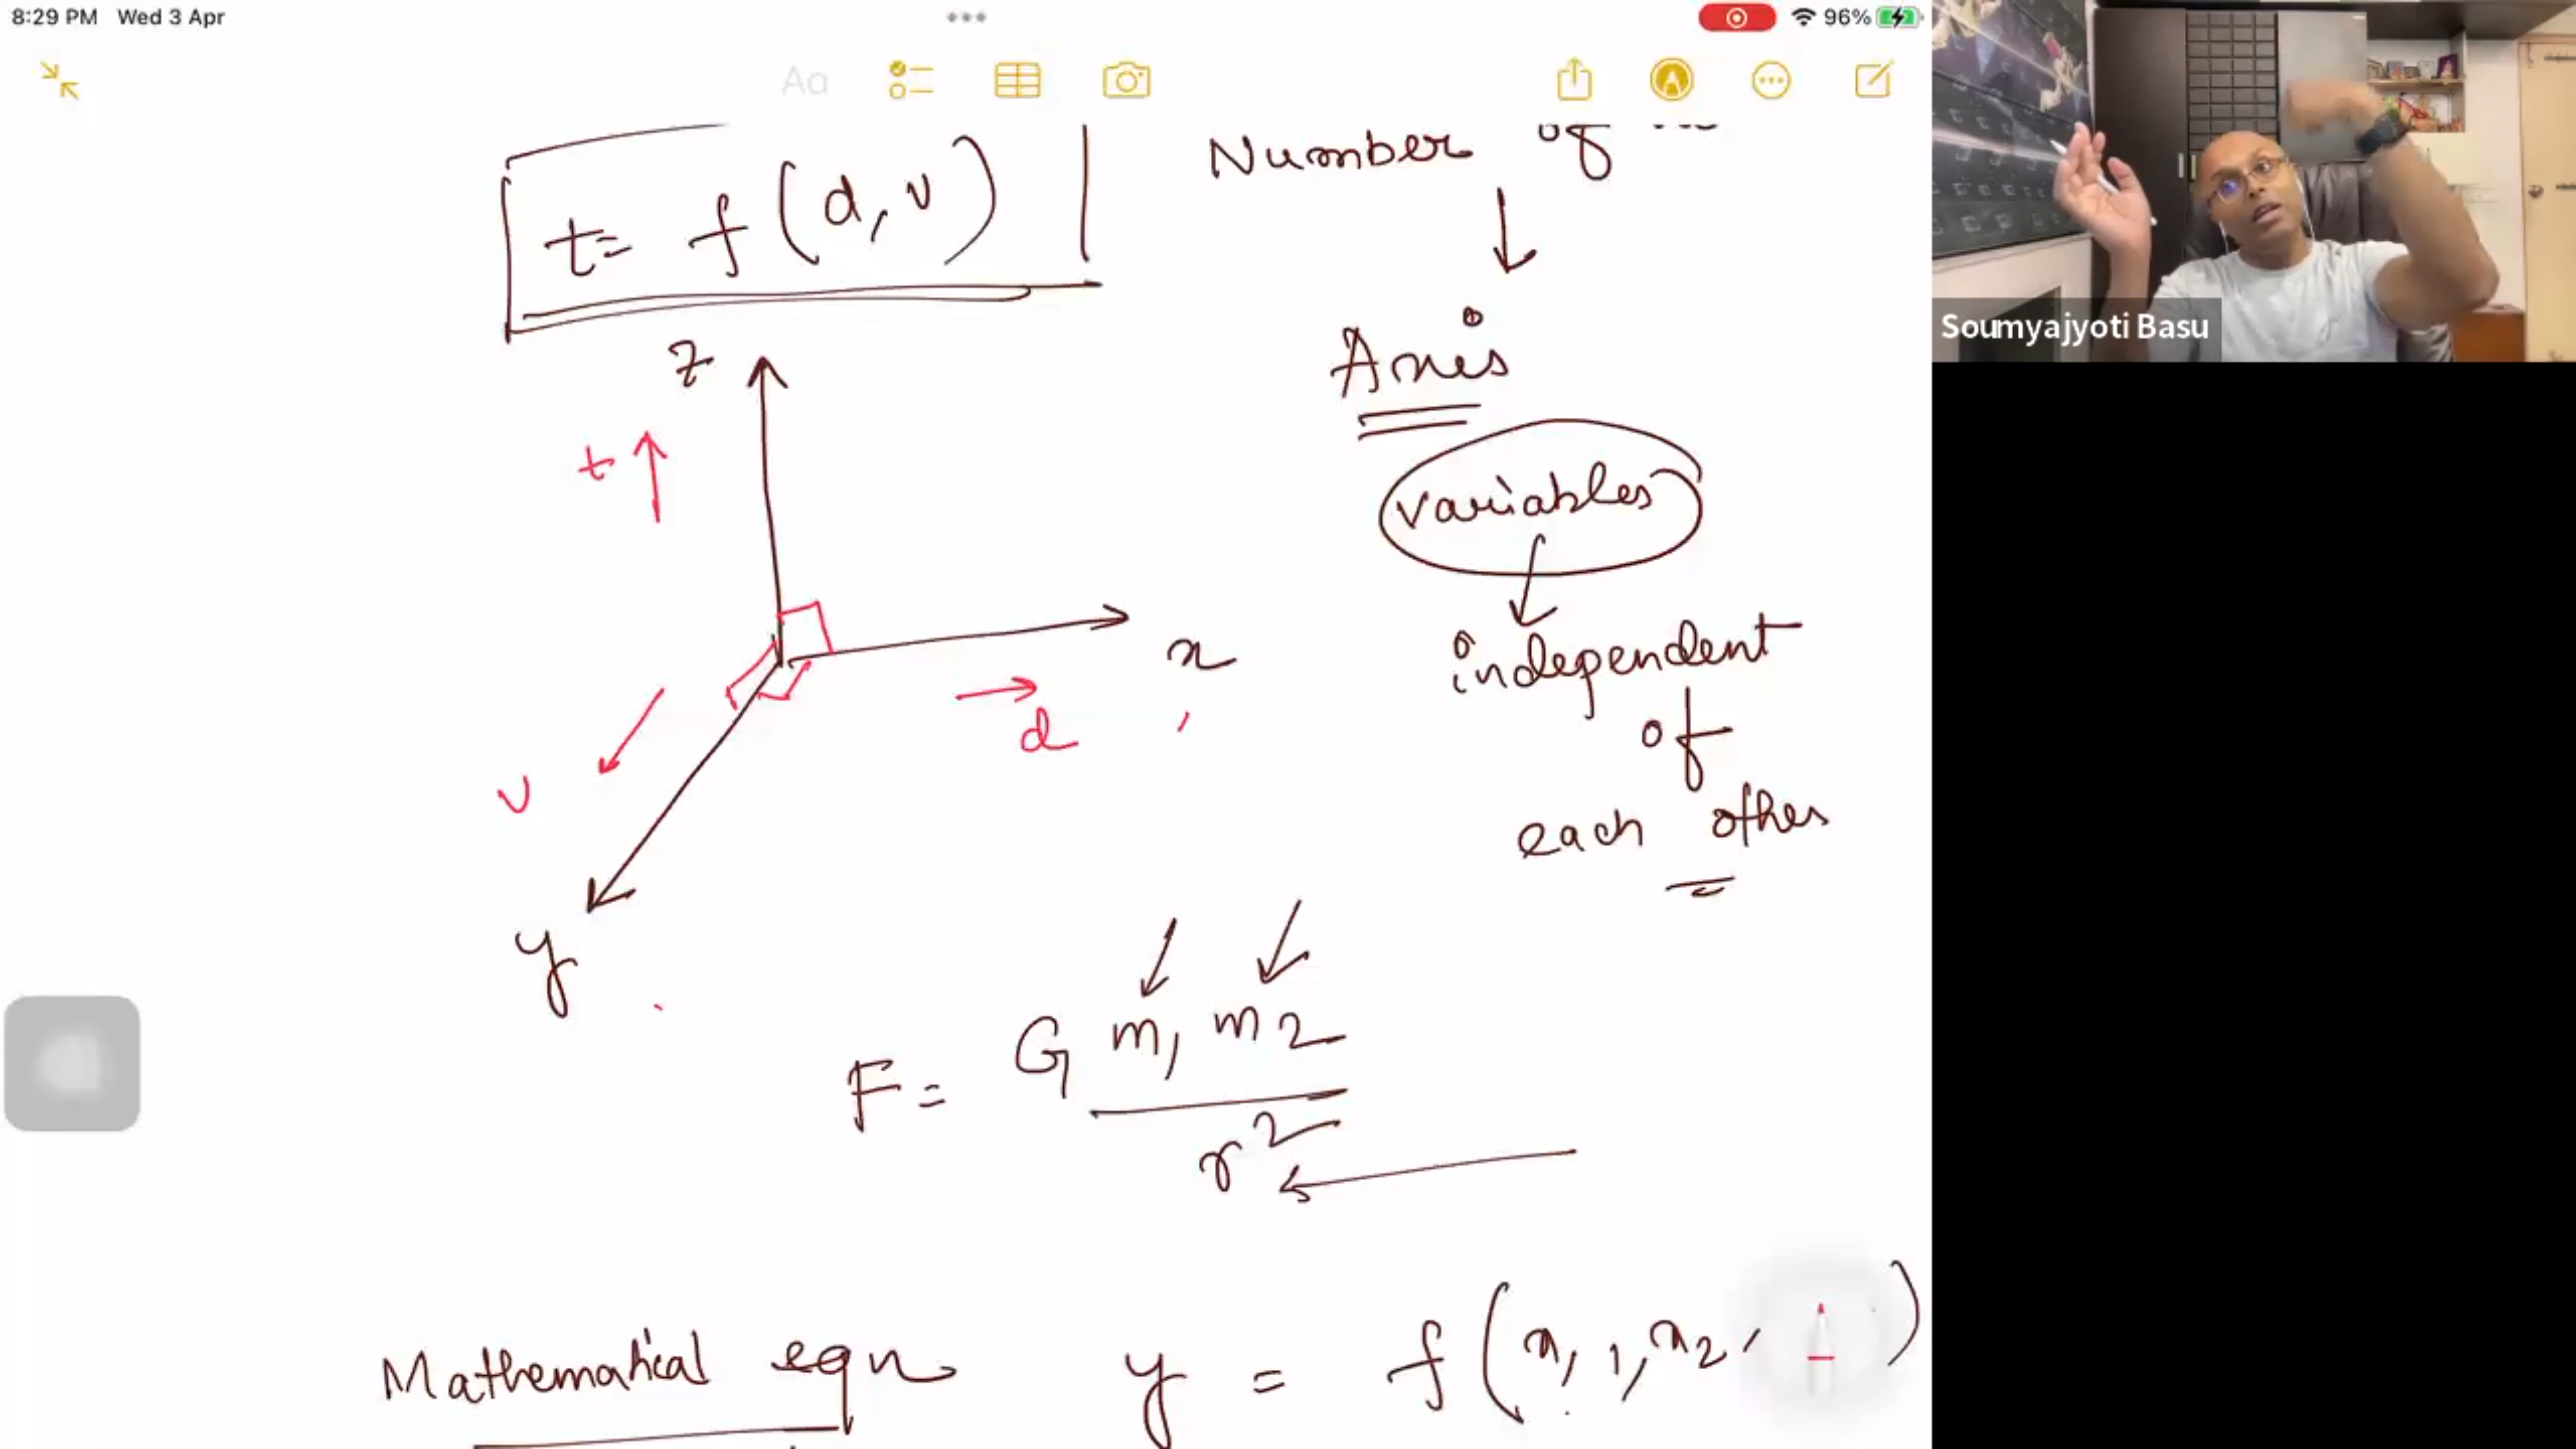 8:29 PM Wed 3 Apr
96%
Aa
Soumyajyoti Basu
t= f(d,v)
Number of
Axis
z
t
variables
independent
of
each other
x
d
v
y
F= G m1 m2
r2
Mathematical eqn y = f(x1, 1, x2,
)